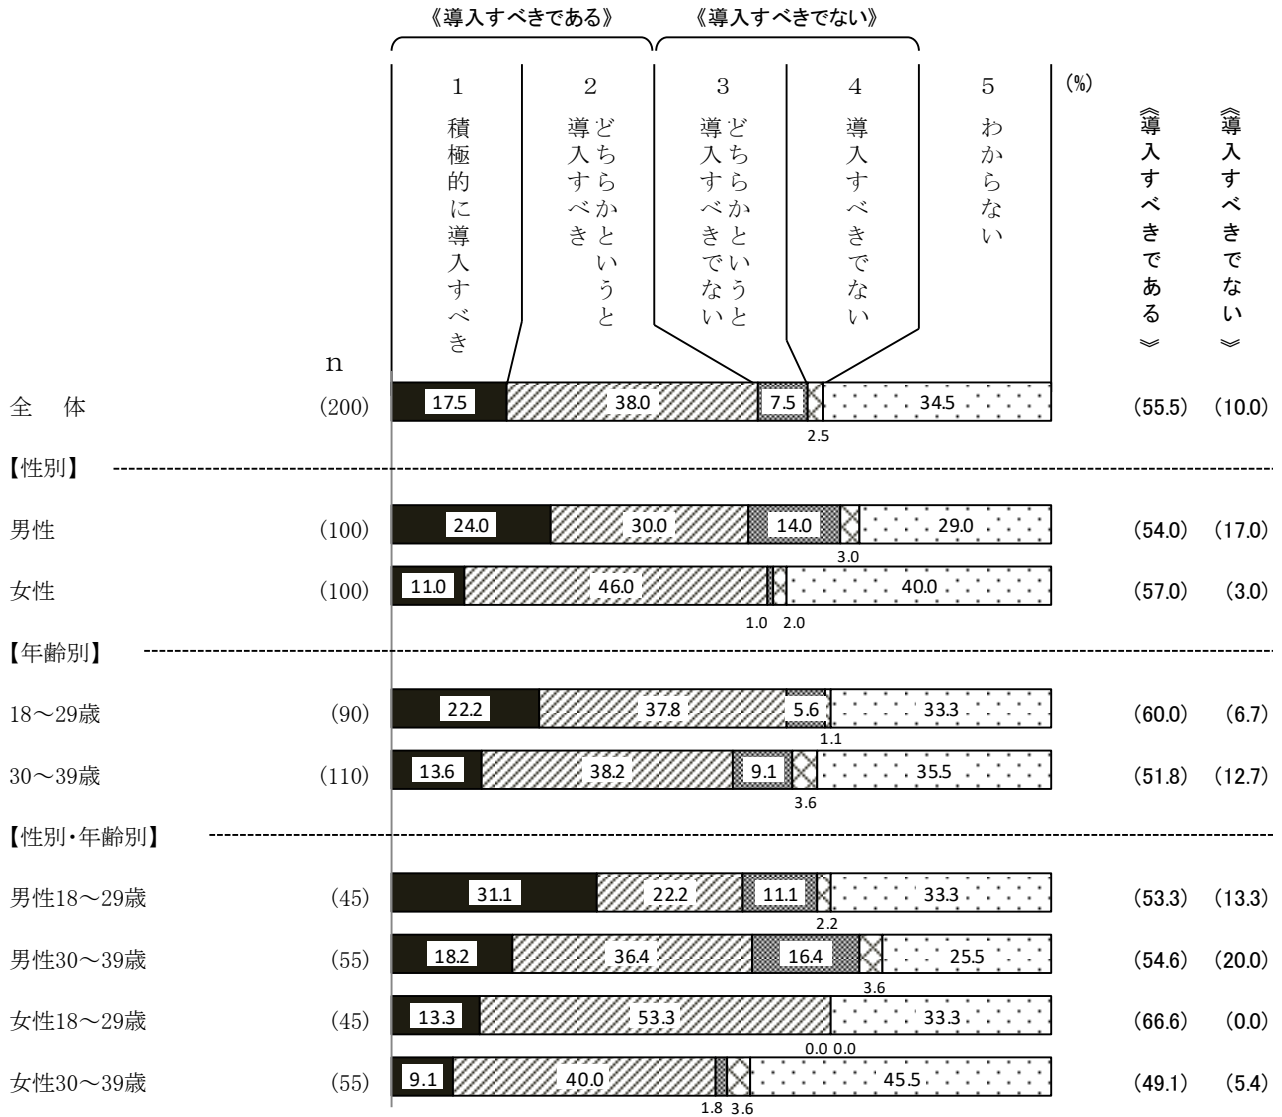 《導入すべきである》 《導入すべきでない》
1 積極的に導入すべき
2 どちらかというと導入すべき
3 どちらかというと導入すべきでない
4 導入すべきでない
5 わからない
(%)
《導入すべきである》
《導入すべきでない》
n
全 体 (200) 17.5 38.0 7.5 34.5 (55.5) (10.0)
2.5
【性別】
男性 (100) 24.0 30.0 14.0 29.0 (54.0) (17.0)
3.0
女性 (100) 11.0 46.0 40.0 (57.0) (3.0)
1.0 2.0
【年齢別】
18～29歳 (90) 22.2 37.8 5.6 33.3 (60.0) (6.7)
1.1
30～39歳 (110) 13.6 38.2 9.1 35.5 (51.8) (12.7)
3.6
【性別・年齢別】
男性18～29歳 (45) 31.1 22.2 11.1 33.3 (53.3) (13.3)
2.2
男性30～39歳 (55) 18.2 36.4 16.4 25.5 (54.6) (20.0)
3.6
女性18～29歳 (45) 13.3 53.3 33.3 (66.6) (0.0)
0.0 0.0
女性30～39歳 (55) 9.1 40.0 45.5 (49.1) (5.4)
1.8 3.6